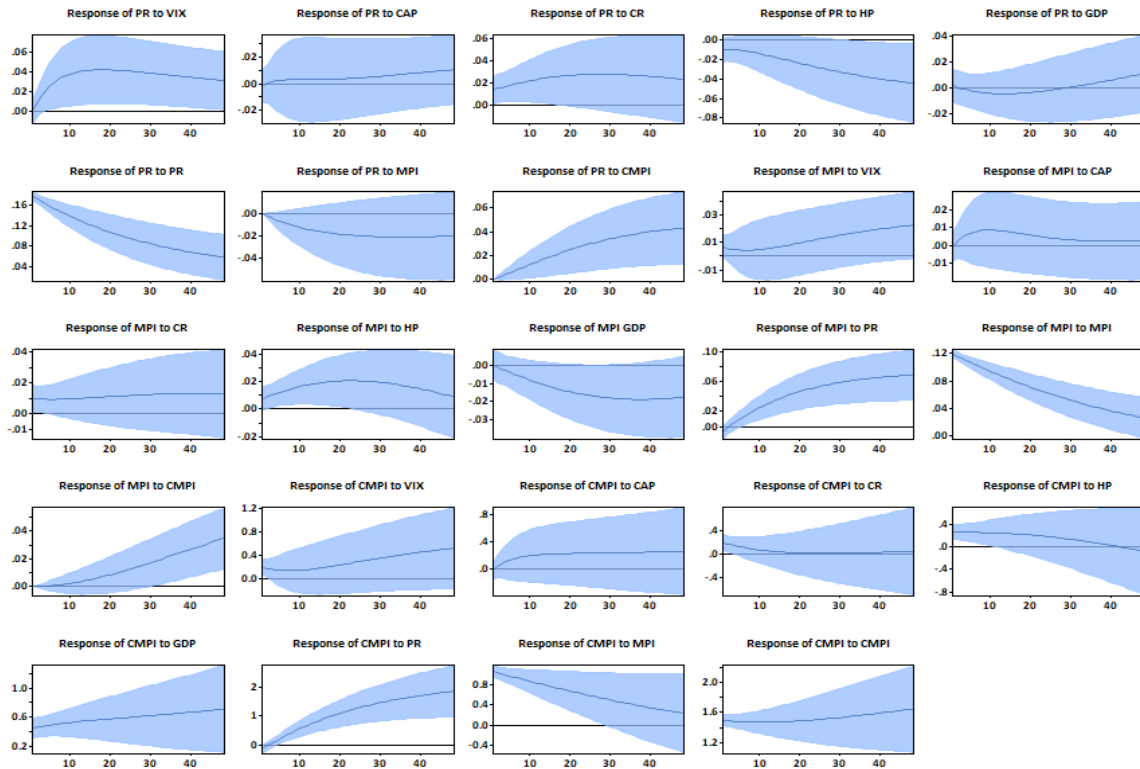 Response of PR to VIX
.06
.04
.02
.00
10 20 30 40
Response of PR to CAP
.02
.00
-.02
10 20 30 40
Response of PR to CR
.06
.04
.02
.00
10 20 30 40
Response of PR to HP
.00
-.02
-.04
-.06
-.08
10 20 30 40
Response of PR to GDP
.04
.02
.00
-.02
10 20 30 40
Response of PR to PR
.16
.12
.08
.04
10 20 30 40
Response of PR to MPI
.00
-.02
-.04
10 20 30 40
Response of PR to CMPI
.06
.04
.02
.00
10 20 30 40
Response of MPI to VIX
.03
.01
-.01
10 20 30 40
Response of MPI to CAP
.02
.01
.00
-.01
10 20 30 40
Response of MPI to CR
.04
.02
.00
-.01
10 20 30 40
Response of MPI to HP
.04
.02
.00
-.02
10 20 30 40
Response of MPI GDP
.00
-.01
-.03
10 20 30 40
Response of MPI to PR
.10
.06
.02
.00
10 20 30 40
Response of MPI to MPI
.12
.08
.04
.00
10 20 30 40
Response of MPI to CMPI
.04
.02
.00
10 20 30 40
Response of CMPI to VIX
1.2
0.8
0.4
0.0
10 20 30 40
Response of CMPI to CAP
.8
.4
.0
10 20 30 40
Response of CMPI to CR
.4
.0
-.4
10 20 30 40
Response of CMPI to HP
.4
.0
-.4
-.8
10 20 30 40
Response of CMPI to GDP
1.0
0.6
0.2
10 20 30 40
Response of CMPI to PR
2
1
0
10 20 30 40
Response of CMPI to MPI
0.8
0.4
0.0
-0.4
10 20 30 40
Response of CMPI to CMPI
2.0
1.6
1.2
10 20 30 40